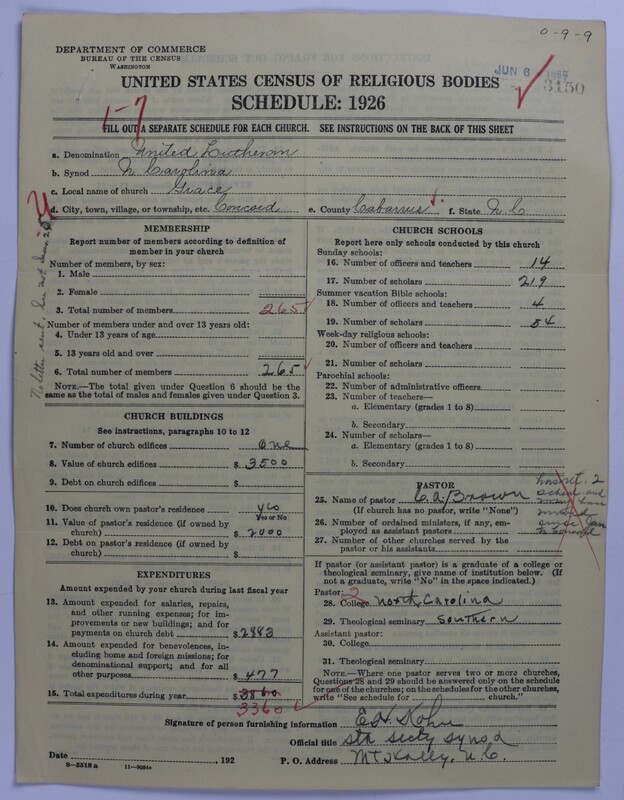 0-9-9
DEPARTMENT OF COMMERCE
BUREAU OF THE CENSUS
WASHINGTON
JUN 6
3150
UNITED STATES CENSUS OF RELIGIOUS BODIES
SCHEDULE: 1926
1-7
FILL OUT A SEPARATE SCHEDULE FOR EACH CHURCH. SEE INSTRUCTIONS ON THE BACK OF THIS SHEET
a. Denomination United Lutheran
b. Synod N Carolina
c. Local name of church Grace
d. City, town, village, or township, etc. Concord e. County Cabarrus f. State N C
MEMBERSHIP
Report number of members according to definition of member in your church
Number of members, by sex:
1. Male
2. Female
3. Total number of members 265
Number of members under and over 13 years old:
4. Under 13 years of age
5. 13 years old and over
6. Total number of members 265
NOTE.—The total given under Question 6 should be the
same as the total of males and females given under Question 3.
CHURCH BUILDINGS
See instructions, paragraphs 10 to 12
7. Number of church edifices One
8. Value of church edifices $ 3500
9. Debt on church edifices $
10. Does church own pastor's residence? yes
Yes or No
11. Value of pastor's residence (if owned by
church) $ 2000
12. Debt on pastor's residence (if owned by
church) $
EXPENDITURES
Amount expended by your church during last fiscal year
13. Amount expended for salaries, repairs,
and other running expenses; for im-
provements or new buildings; and for
payments on church debt $ 2883
14. Amount expended for benevolences, in-
cluding home and foreign missions; for
denominational support; and for all
other purposes $ 477
15. Total expenditures during year $ 3860
3360
CHURCH SCHOOLS
Report here only schools conducted by this church
Sunday schools:
16. Number of officers and teachers 14
17. Number of scholars 219
Summer vacation Bible schools:
18. Number of officers and teachers 4
19. Number of scholars 54
Week-day religious schools:
20. Number of officers and teachers
21. Number of scholars
Parochial schools:
22. Number of administrative officers
23. Number of teachers—
a. Elementary (grades 1 to 8)
b. Secondary
24. Number of scholars—
a. Elementary (grades 1 to 8)
b. Secondary
PASTOR
25. Name of pastor C. A. Brown
(If church has no pastor, write "None")
26. Number of ordained ministers, if any, em-
ployed as assistant pastors
27. Number of other churches served by the
pastor or his assistants
If pastor (or assistant pastor) is a graduate of a college or
theological seminary, give name of institution below. (If
not a graduate, write "No" in the space indicated.)
Pastor: 2
28. College North Carolina
29. Theological seminary Southern
Assistant pastor:
30. College
31. Theological seminary
NOTE.—Where one pastor serves two or more churches,
Questions 28 and 29 should be answered only on the schedule
for one of the churches; on the schedules for the other churches,
write "See schedule for church."
Signature of person furnishing information E H Kohn
Official title synod
Date , 192 P. O. Address Mt Holly, N. C.
8-5518a 11-9034a